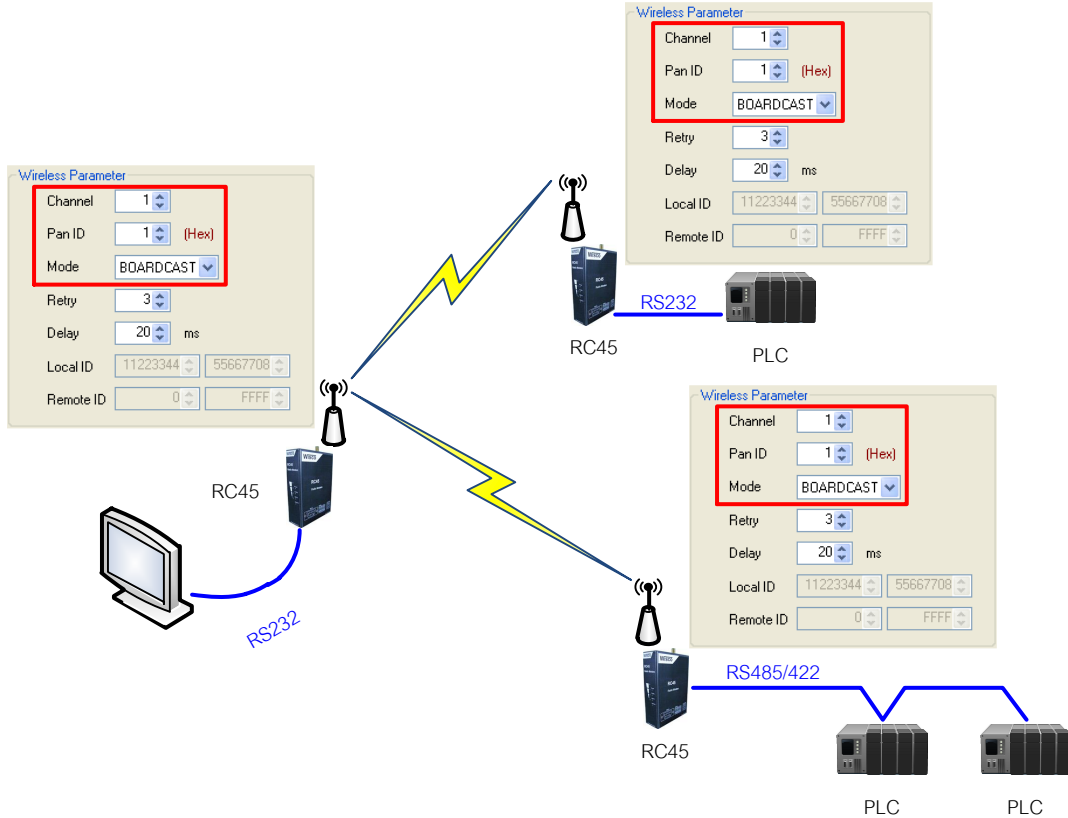 Wireless Parameter
Channel 1
Pan ID 1 (Hex)
Mode BOARDCAST
Retry 3
Delay 20 ms
Local ID 11223344 55667708
Remote ID 0 FFFF
RS232
RC45
PLC
Wireless Parameter
Channel 1
Pan ID 1 (Hex)
Mode BOARDCAST
Retry 3
Delay 20 ms
Local ID 11223344 55667708
Remote ID 0 FFFF
RC45
RS232
Wireless Parameter
Channel 1
Pan ID 1 (Hex)
Mode BOARDCAST
Retry 3
Delay 20 ms
Local ID 11223344 55667708
Remote ID 0 FFFF
RS485/422
RC45
PLC
PLC